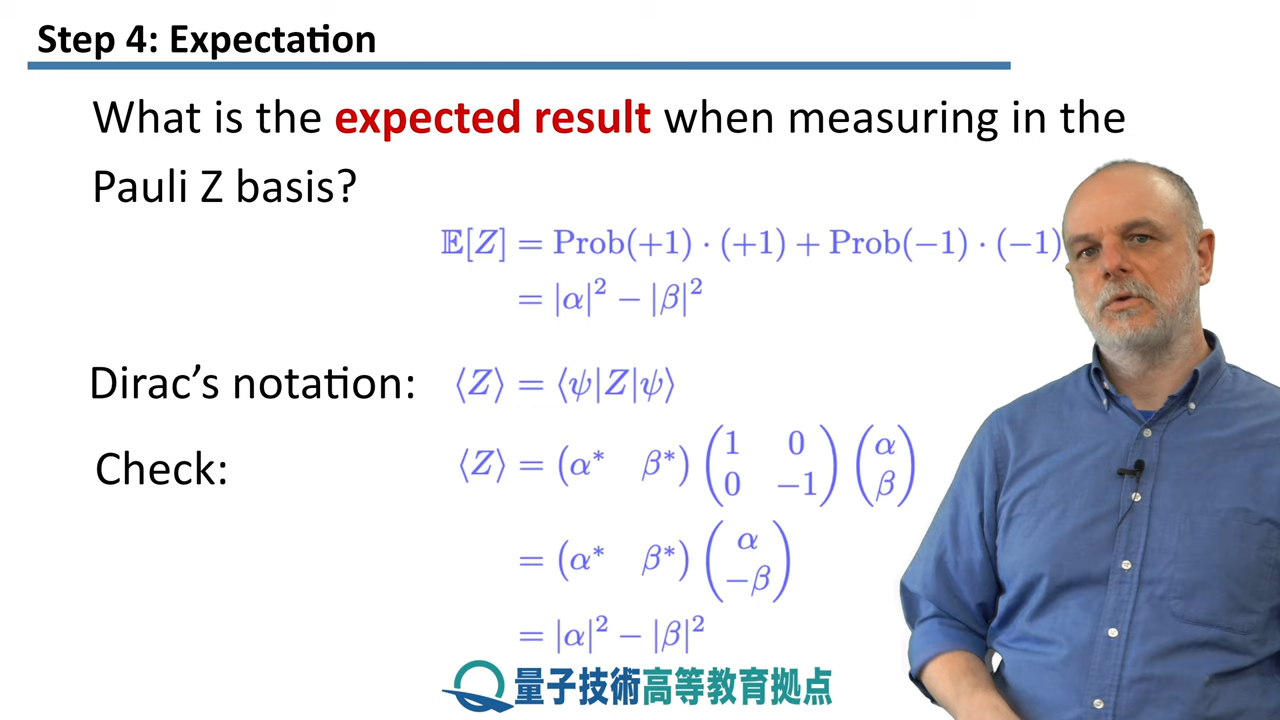 Step 4: Expectation
What is the expected result when measuring in the
Pauli Z basis?
𝔼[Z] = Prob(+1) · (+1) + Prob(−1) · (−1)
= |α|² − |β|²
Dirac’s notation: ⟨Z⟩ = ⟨ψ|Z|ψ⟩
Check: ⟨Z⟩ = (α* β*) (1 0 0 −1) (α β)
= (α* β*) (α −β)
= |α|² − |β|²
量子技術高等教育拠点